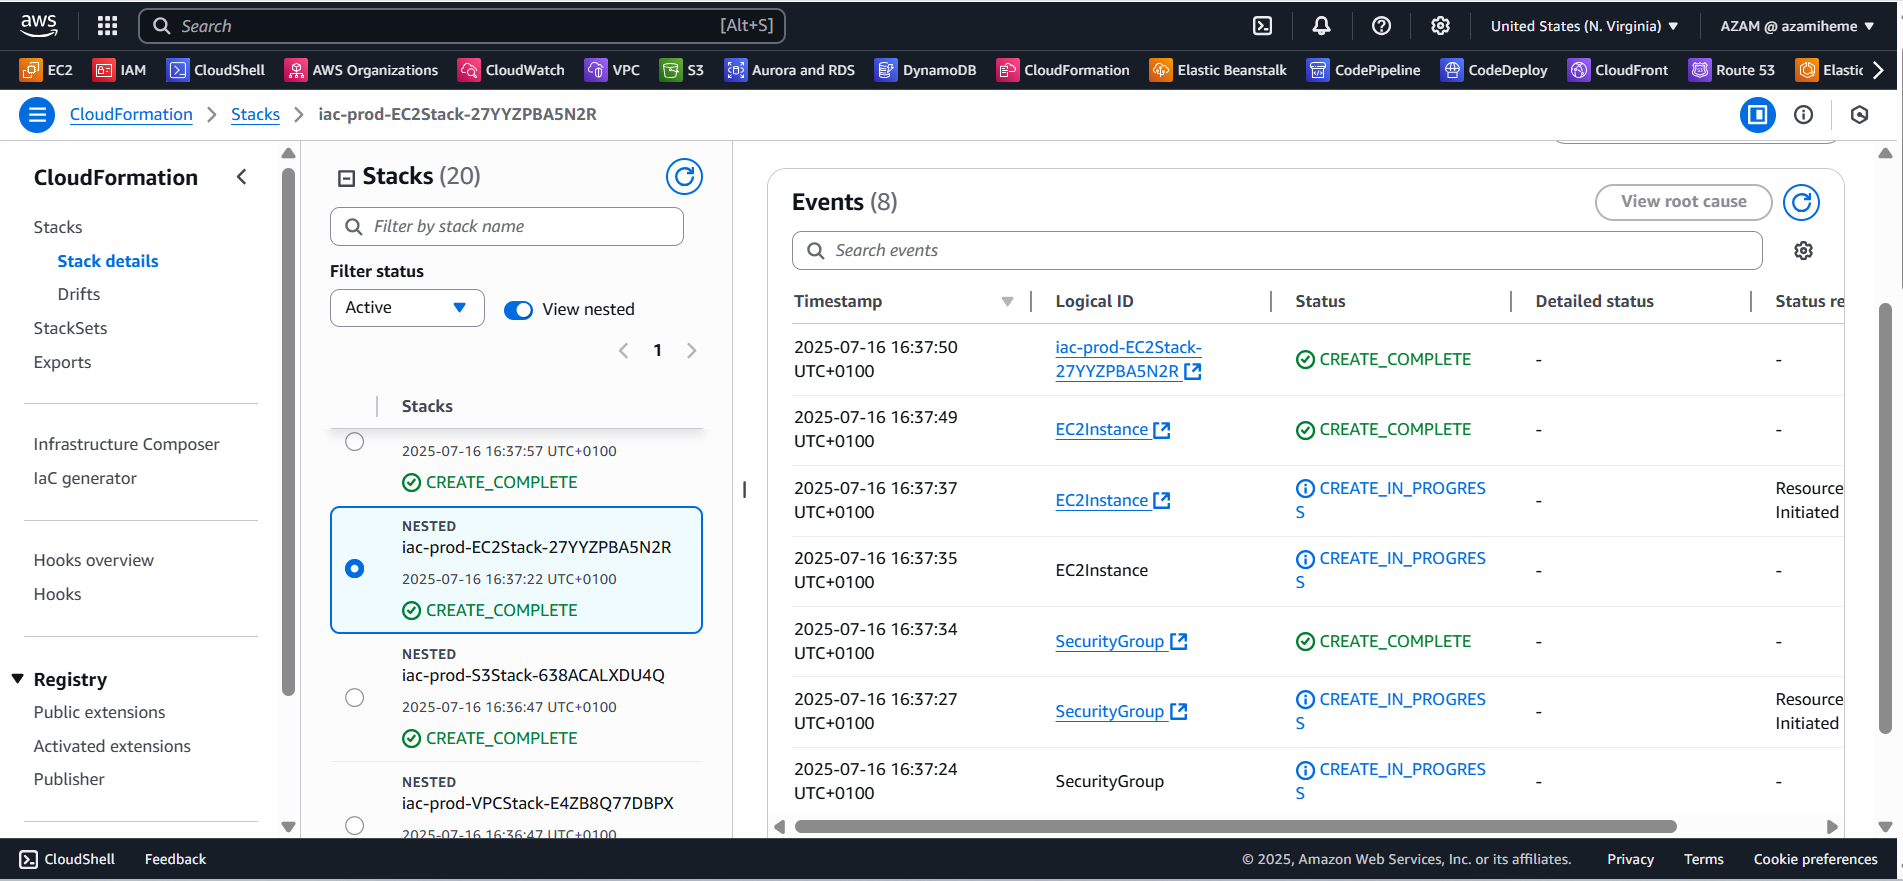 aws
Search [Alt+S]
United States (N. Virginia)
AZAM @ azamiheme
EC2
IAM
CloudShell
AWS Organizations
CloudWatch
VPC
S3
Aurora and RDS
DynamoDB
CloudFormation
Elastic Beanstalk
CodePipeline
CodeDeploy
CloudFront
Route 53
Elastic
CloudFormation
Stacks
iac-prod-EC2Stack-27YYZPBA5N2R
CloudFormation
Stacks
Stack details
Drifts
StackSets
Exports
Infrastructure Composer
IaC generator
Hooks overview
Hooks
Registry
Public extensions
Activated extensions
Publisher
Stacks (20)
Filter by stack name
Filter status
Active
View nested
1
Stacks
2025-07-16 16:37:57 UTC+0100
CREATE_COMPLETE
NESTED
iac-prod-EC2Stack-27YYZPBA5N2R
2025-07-16 16:37:22 UTC+0100
CREATE_COMPLETE
NESTED
iac-prod-S3Stack-638ACALXDU4Q
2025-07-16 16:36:47 UTC+0100
CREATE_COMPLETE
NESTED
iac-prod-VPCStack-E4ZB8Q77DBPX
2025-07-16 16:36:47 UTC+0100
Events (8)
View root cause
Search events
Timestamp Logical ID Status Detailed status Status re
2025-07-16 16:37:50 iac-prod-EC2Stack-
UTC+0100 27YYZPBA5N2R CREATE_COMPLETE - -
2025-07-16 16:37:49
UTC+0100 EC2Instance CREATE_COMPLETE - -
2025-07-16 16:37:37 EC2Instance CREATE_IN_PROGRES - Resource
UTC+0100 S Initiated
2025-07-16 16:37:35 EC2Instance CREATE_IN_PROGRES - -
UTC+0100 S
2025-07-16 16:37:34
UTC+0100 SecurityGroup CREATE_COMPLETE - -
2025-07-16 16:37:27 SecurityGroup CREATE_IN_PROGRES - Resource
UTC+0100 S Initiated
2025-07-16 16:37:24 SecurityGroup CREATE_IN_PROGRES - -
UTC+0100 S
CloudShell
Feedback
© 2025, Amazon Web Services, Inc. or its affiliates.
Privacy
Terms
Cookie preferences